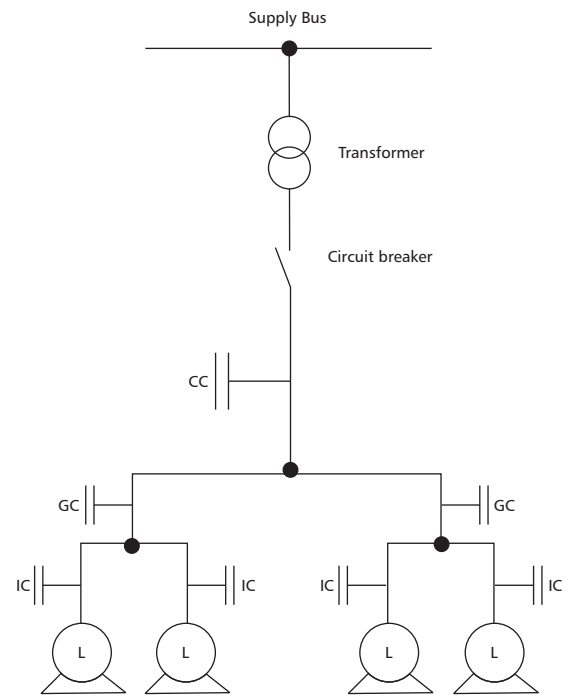 Supply Bus
Transformer
Circuit breaker
CC
GC
GC
IC
IC
IC
IC
L
L
L
L